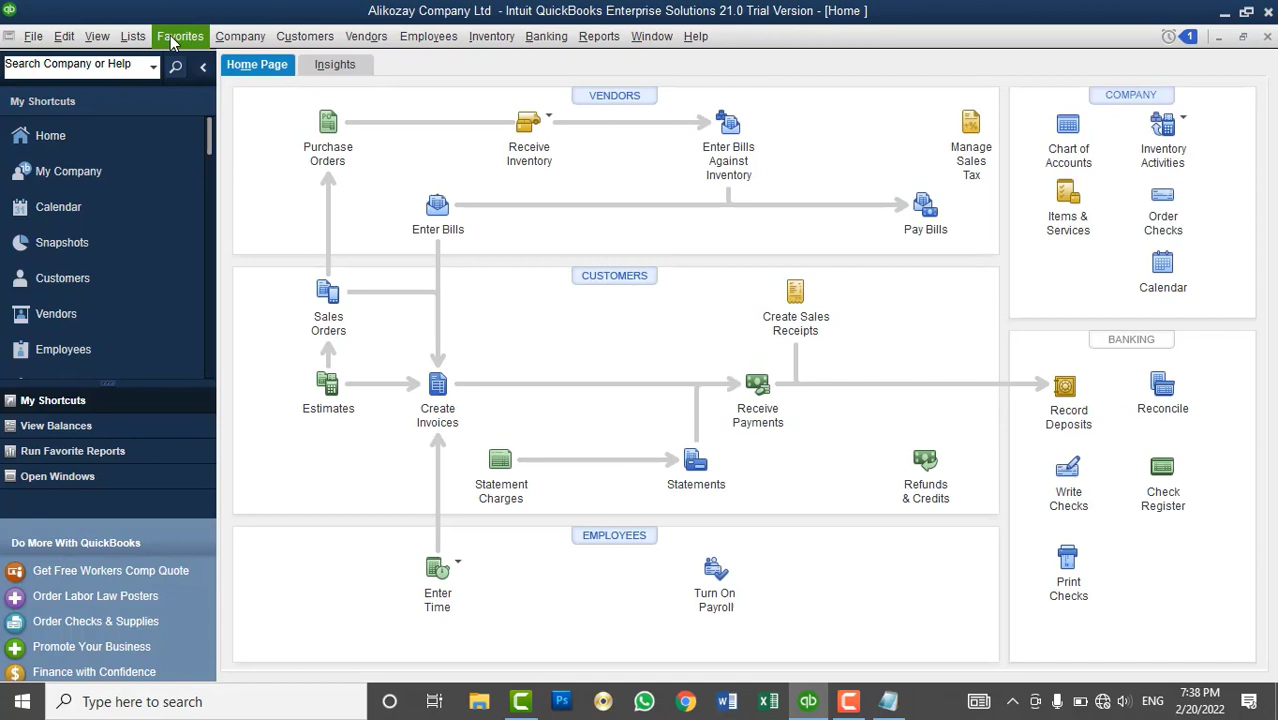 Alikozay Company Ltd  - Intuit QuickBooks Enterprise Solutions 21.0 Trial Version - [Home ]
File Edit View Lists Favorites Company Customers Vendors Employees Inventory Banking Reports Window Help
1
Search Company or Help
Home Page Insights
My Shortcuts
Home
My Company
Calendar
Snapshots
Customers
Vendors
Employees
My Shortcuts
View Balances
Run Favorite Reports
Open Windows
Do More With QuickBooks
Get Free Workers Comp Quote
Order Labor Law Posters
Order Checks & Supplies
Promote Your Business
Finance with Confidence
VENDORS
Purchase
Orders
Receive
Inventory
Enter Bills
Against
Inventory
Manage
Sales
Tax
Enter Bills
Pay Bills
CUSTOMERS
Sales
Orders
Create Sales
Receipts
Estimates
Create
Invoices
Receive
Payments
Statement
Charges
Statements
Refunds
& Credits
EMPLOYEES
Enter
Time
Turn On
Payroll
COMPANY
Chart of
Accounts
Inventory
Activities
Items &
Services
Order
Checks
Calendar
BANKING
Record
Deposits
Reconcile
Write
Checks
Check
Register
Print
Checks
Type here to search
ENG
7:38 PM
2/20/2022